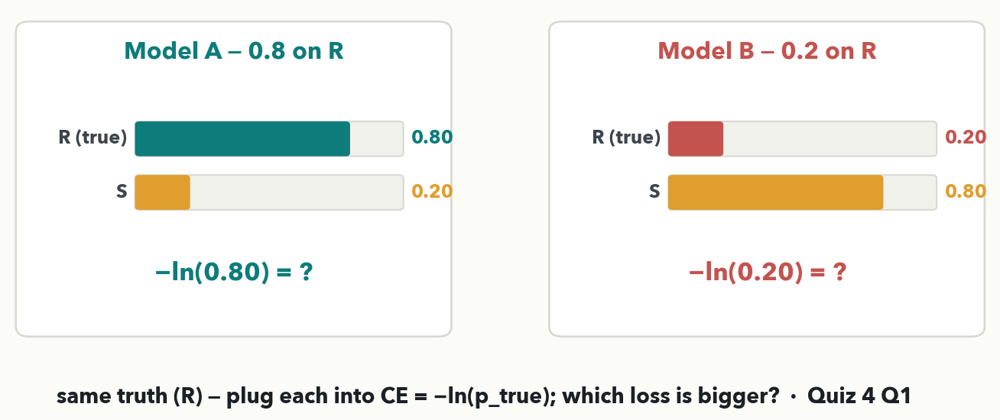 Model A – 0.8 on R
R (true) 0.80
S 0.20
−ln(0.80) = ?
Model B – 0.2 on R
R (true) 0.20
S 0.80
−ln(0.20) = ?
same truth (R) – plug each into CE = −ln(p_true); which loss is bigger? · Quiz 4 Q1